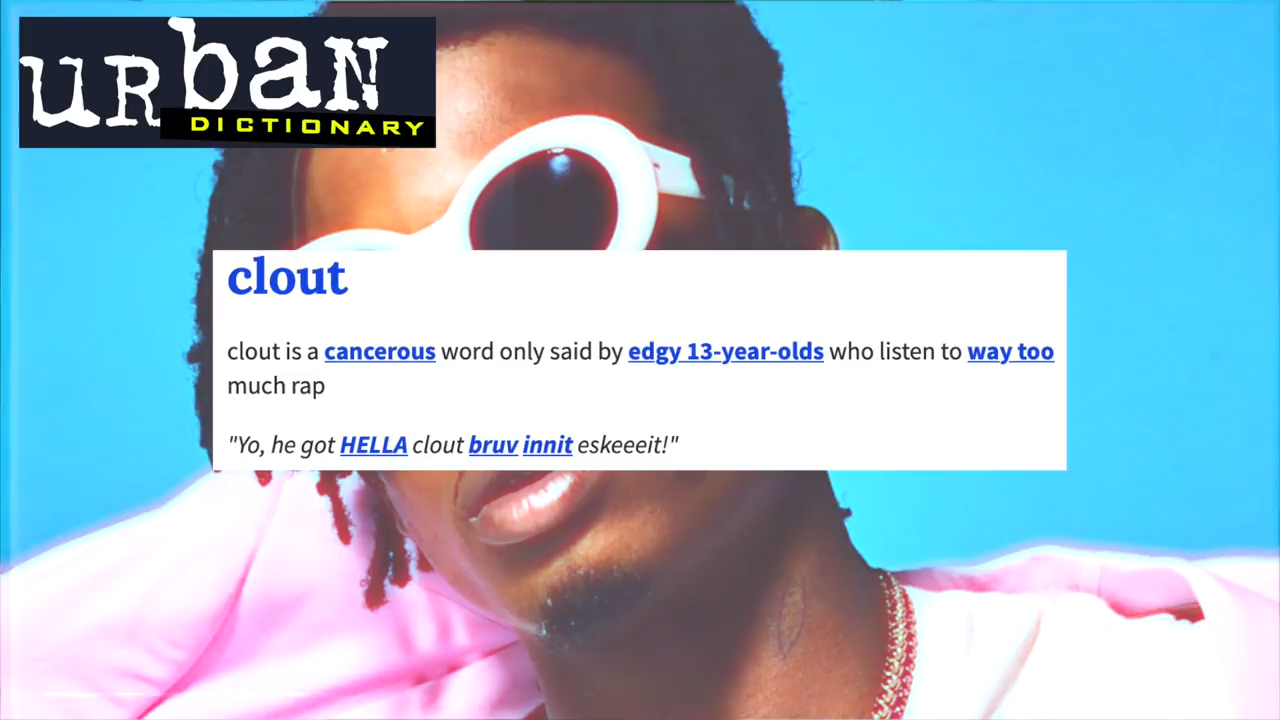 urban
DICTIONARY
clout
clout is a cancerous word only said by edgy 13-year-olds who listen to way too
much rap
"Yo, he got HELLA clout bruv innit eskeeeit!"